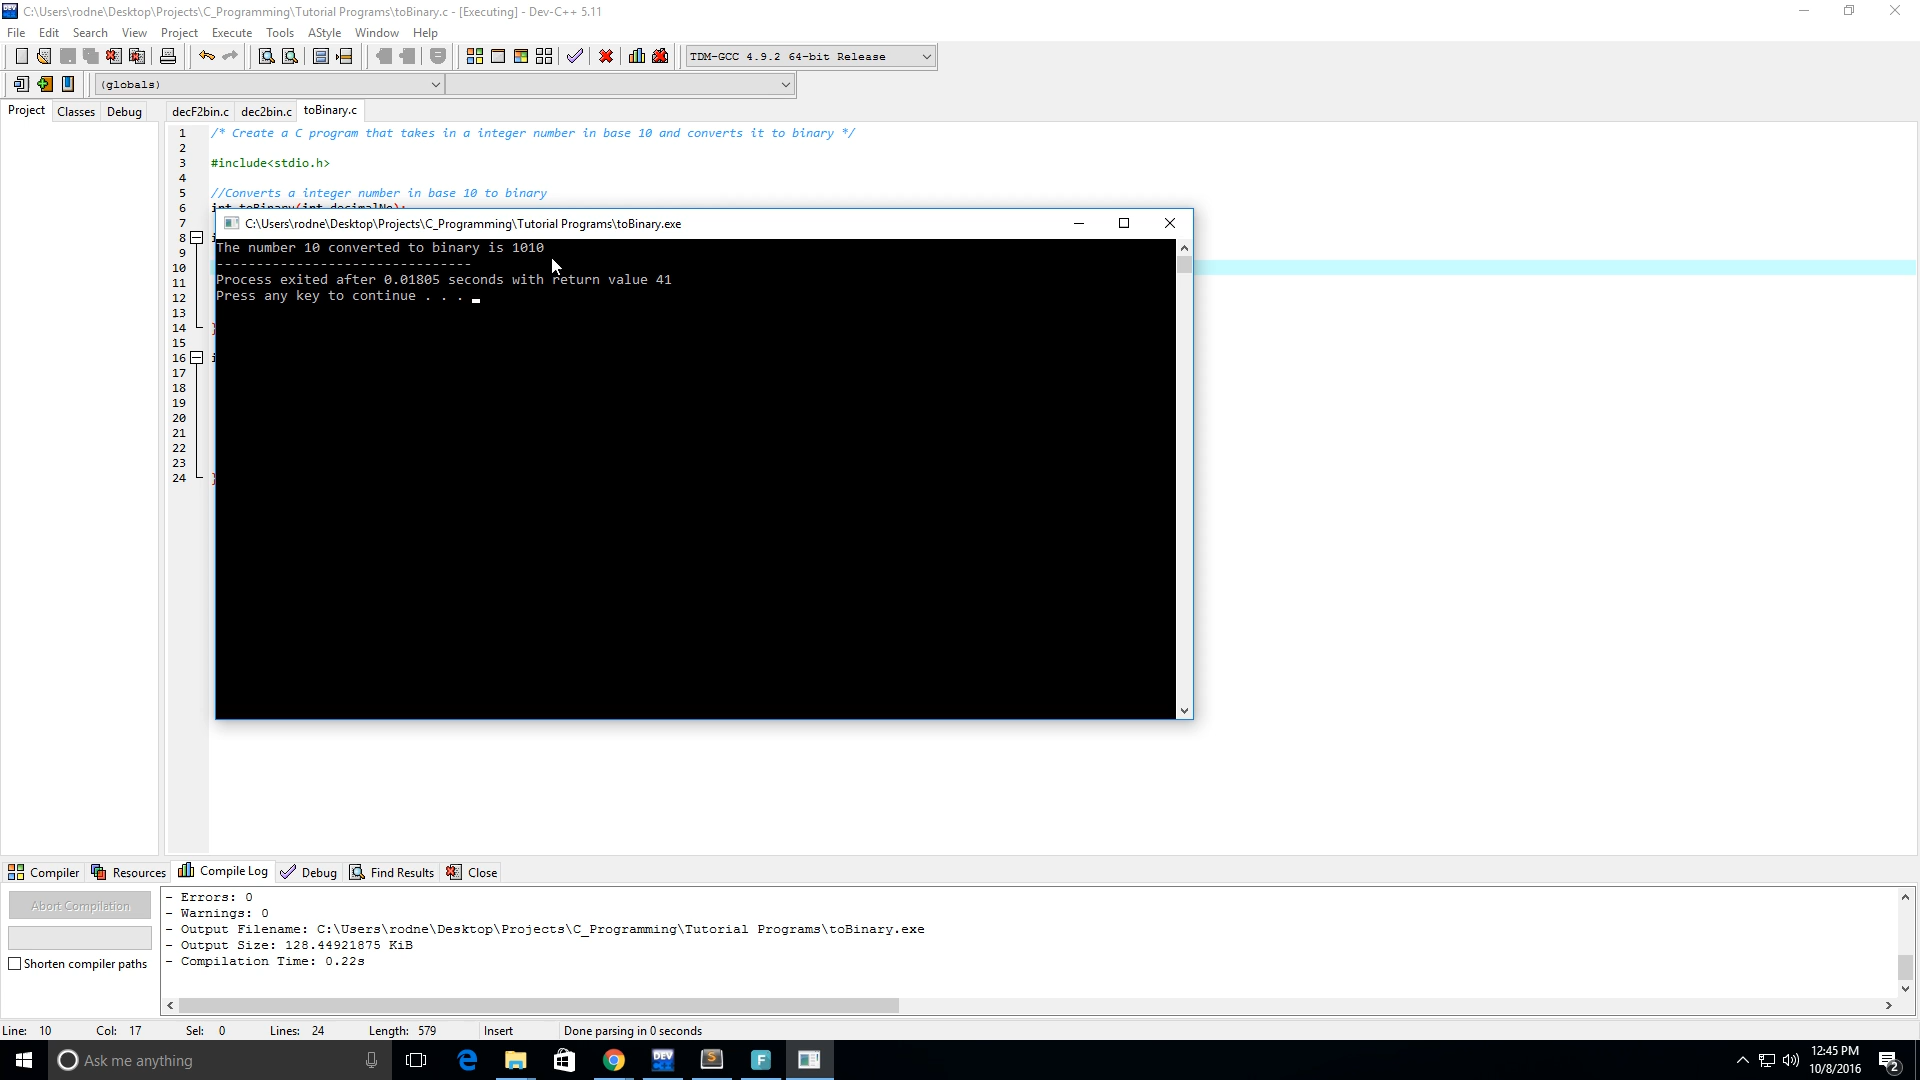 C:\Users\rodne\Desktop\Projects\C_Programming\Tutorial Programs\toBinary.c - [Executing] - Dev-C++ 5.11
File Edit Search View Project Execute Tools AStyle Window Help
TDM-GCC 4.9.2 64-bit Release
(globals)
Project Classes Debug decF2bin.c dec2bin.c toBinary.c
1 /* Create a C program that takes in a integer number in base 10 and converts it to binary */
2
3 #include<stdio.h>
4
5 //Converts a integer number in base 10 to binary
6 int toBinary(int decimalNo);
7
8
9
10
11
12
13
14 }
15
16
17
18
19
20
21
22
23
24 }
C:\Users\rodne\Desktop\Projects\C_Programming\Tutorial Programs\toBinary.exe
The number 10 converted to binary is 1010
--------------------------------
Process exited after 0.01805 seconds with return value 41
Press any key to continue . . .
Compiler Resources Compile Log Debug Find Results Close
Abort Compilation
Shorten compiler paths
- Errors: 0
- Warnings: 0
- Output Filename: C:\Users\rodne\Desktop\Projects\C_Programming\Tutorial Programs\toBinary.exe
- Output Size: 128.44921875 KiB
- Compilation Time: 0.22s
Line: 10 Col: 17 Sel: 0 Lines: 24 Length: 579 Insert Done parsing in 0 seconds
Ask me anything
DEV
S
F
12:45 PM
10/8/2016
2